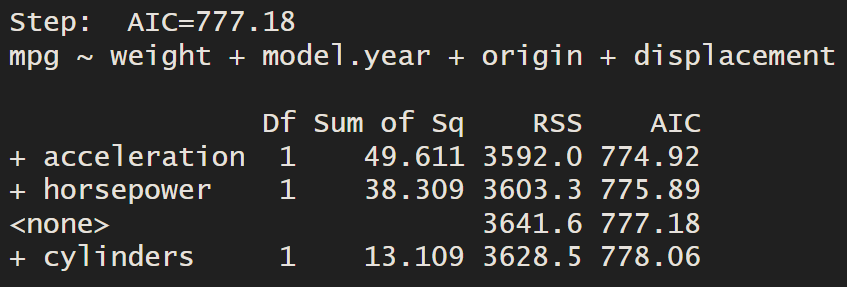 Step:  AIC=777.18
mpg ~ weight + model.year + origin + displacement

               Df Sum of Sq    RSS    AIC
+ acceleration  1    49.611 3592.0 774.92
+ horsepower    1    38.309 3603.3 775.89
<none>                      3641.6 777.18
+ cylinders     1    13.109 3628.5 778.06